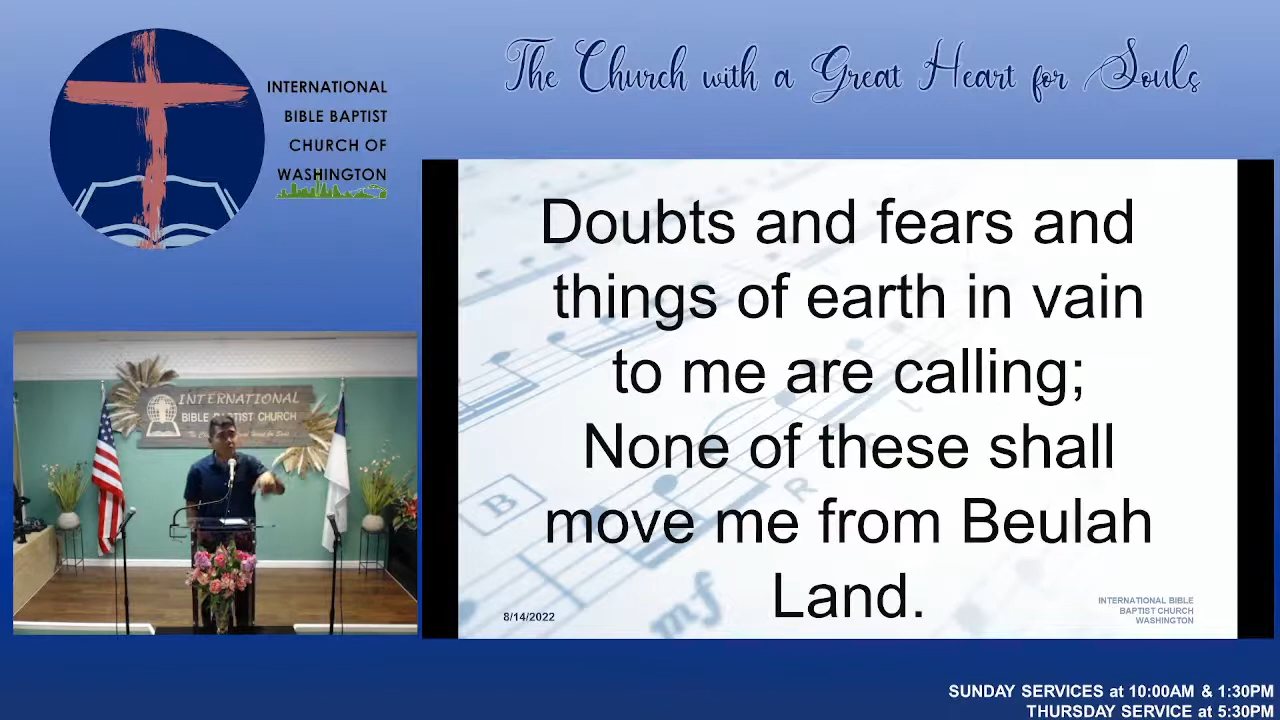 The Church with a Great Heart for Souls
INTERNATIONAL
BIBLE BAPTIST
CHURCH OF
WASHINGTON
Doubts and fears and
things of earth in vain
to me are calling;
None of these shall
move me from Beulah
Land.
B
mf
8/14/2022
INTERNATIONAL BIBLE
BAPTIST CHURCH
WASHINGTON
INTERNATIONAL
BIBLE BAPTIST CHURCH
SUNDAY SERVICES at 10:00AM & 1:30PM
THURSDAY SERVICE at 5:30PM